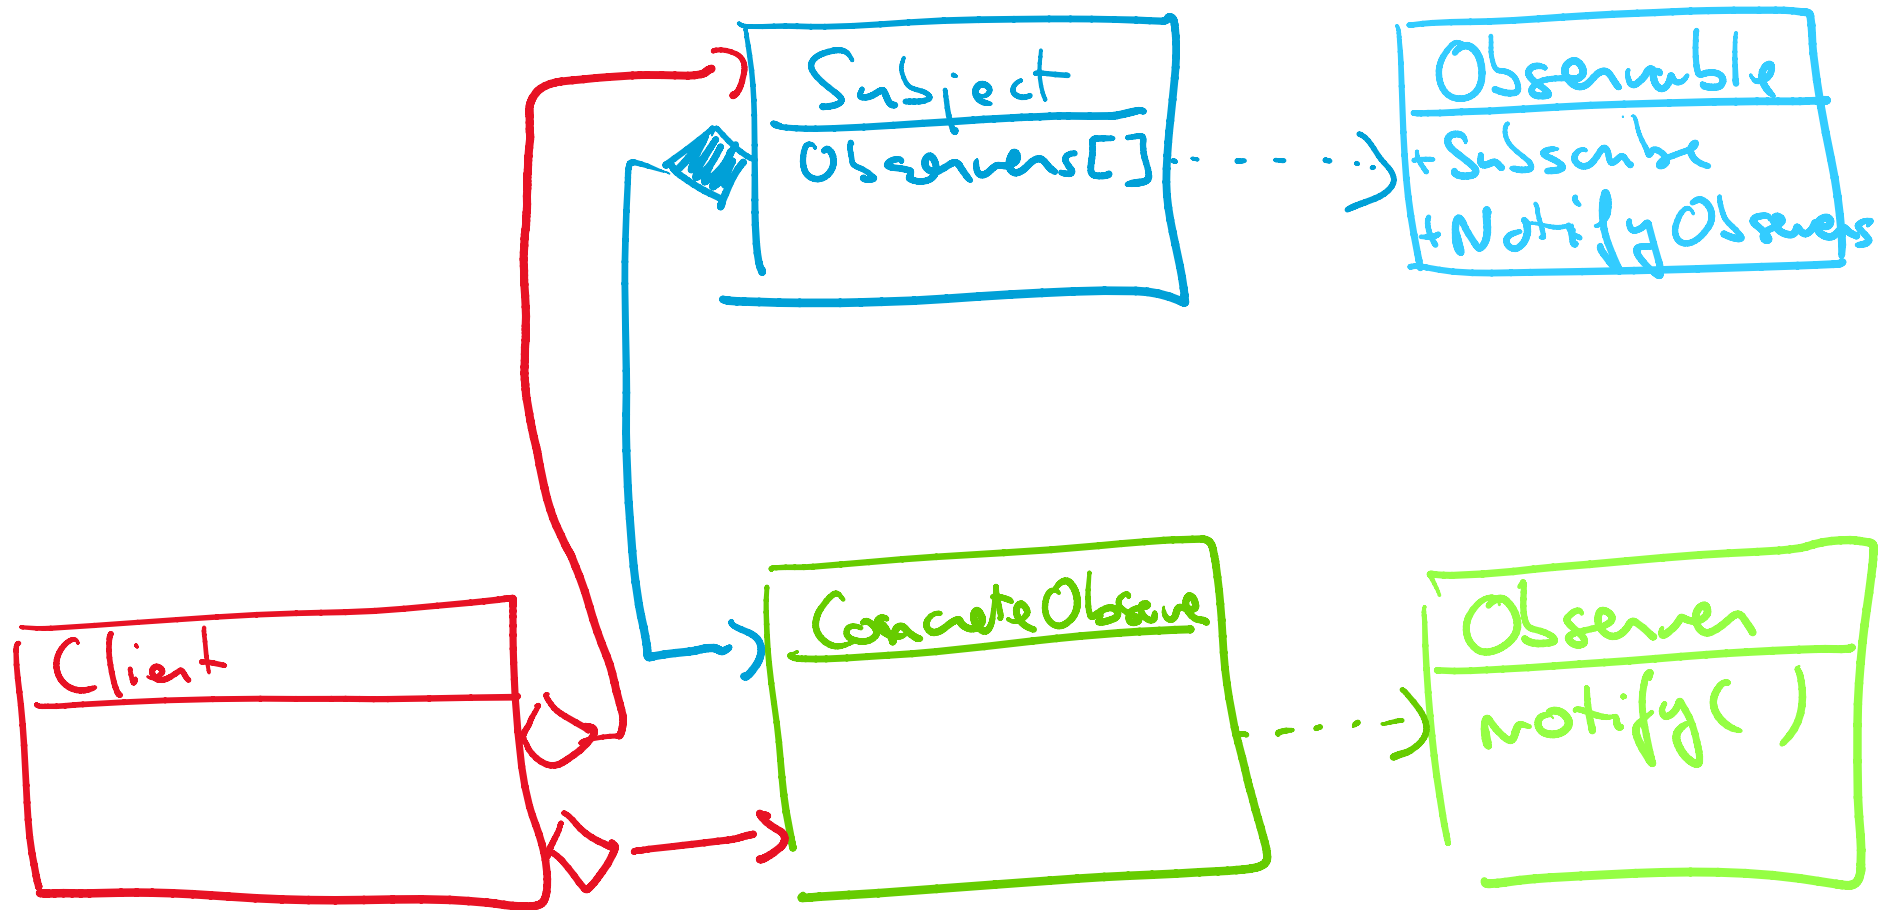 Subject
Observers[]
Observable
+Subscribe
+NotifyObservers
Client
ConcreteObserve
Observer
notify()